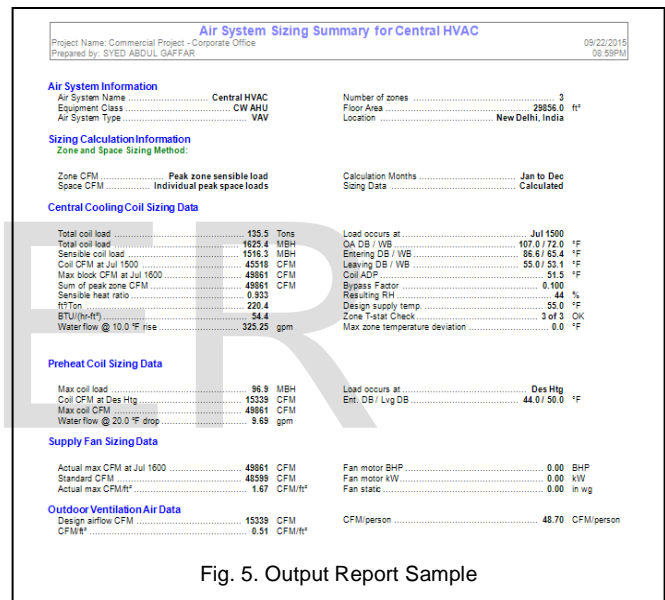 Air System Sizing Summary for Central HVAC
Project Name: Commercial Project - Corporate Office 09/22/2015
Prepared by: SYED ABDUL GAFFAR 08:59PM
Air System Information
Air System Name ........................ Central HVAC Number of zones ........................ 3
Equipment Class ........................ CW AHU Floor Area ........................ 29856.0 ft²
Air System Type ........................ VAV Location ........................ New Delhi, India
Sizing Calculation Information
Zone and Space Sizing Method:
Zone CFM ........................ Peak zone sensible load Calculation Months ........................ Jan to Dec
Space CFM ........................ Individual peak space loads Sizing Data ........................ Calculated
Central Cooling Coil Sizing Data
Total coil load ........................ 135.5 Tons Load occurs at ........................ Jul 1500
Total coil load ........................ 1625.4 MBH OA DB / WB ........................ 107.0 / 72.0 °F
Sensible coil load ........................ 1516.3 MBH Entering DB / WB ........................ 86.6 / 65.4 °F
Coil CFM at Jul 1500 ........................ 45518 CFM Leaving DB / WB ........................ 55.0 / 53.1 °F
Max block CFM at Jul 1600 ........................ 49861 CFM Coil ADP ........................ 51.5 °F
Sum of peak zone CFM ........................ 49861 CFM Bypass Factor ........................ 0.100
Sensible heat ratio ........................ 0.933 Resulting RH ........................ 44 %
ft²/Ton ........................ 220.4 Design supply temp. ........................ 55.0 °F
BTU/(hr-ft²) ........................ 54.4 Zone T-stat Check ........................ 3 of 3 OK
Water flow @ 10.0 °F rise ........................ 325.25 gpm Max zone temperature deviation ........................ 0.0 °F
Preheat Coil Sizing Data
Max coil load ........................ 96.9 MBH Load occurs at ........................ Des Htg
Coil CFM at Des Htg ........................ 15339 CFM Ent. DB / Lvg DB ........................ 44.0 / 50.0 °F
Max coil CFM ........................ 49861 CFM
Water flow @ 20.0 °F drop ........................ 9.69 gpm
Supply Fan Sizing Data
Actual max CFM at Jul 1600 ........................ 49861 CFM Fan motor BHP ........................ 0.00 BHP
Standard CFM ........................ 48599 CFM Fan motor kW ........................ 0.00 kW
Actual max CFM/ft² ........................ 1.67 CFM/ft² Fan static ........................ 0.00 in wg
Outdoor Ventilation Air Data
Design airflow CFM ........................ 15339 CFM CFM/person ........................ 48.70 CFM/person
CFM/ft² ........................ 0.51 CFM/ft²
ER
Fig. 5. Output Report Sample